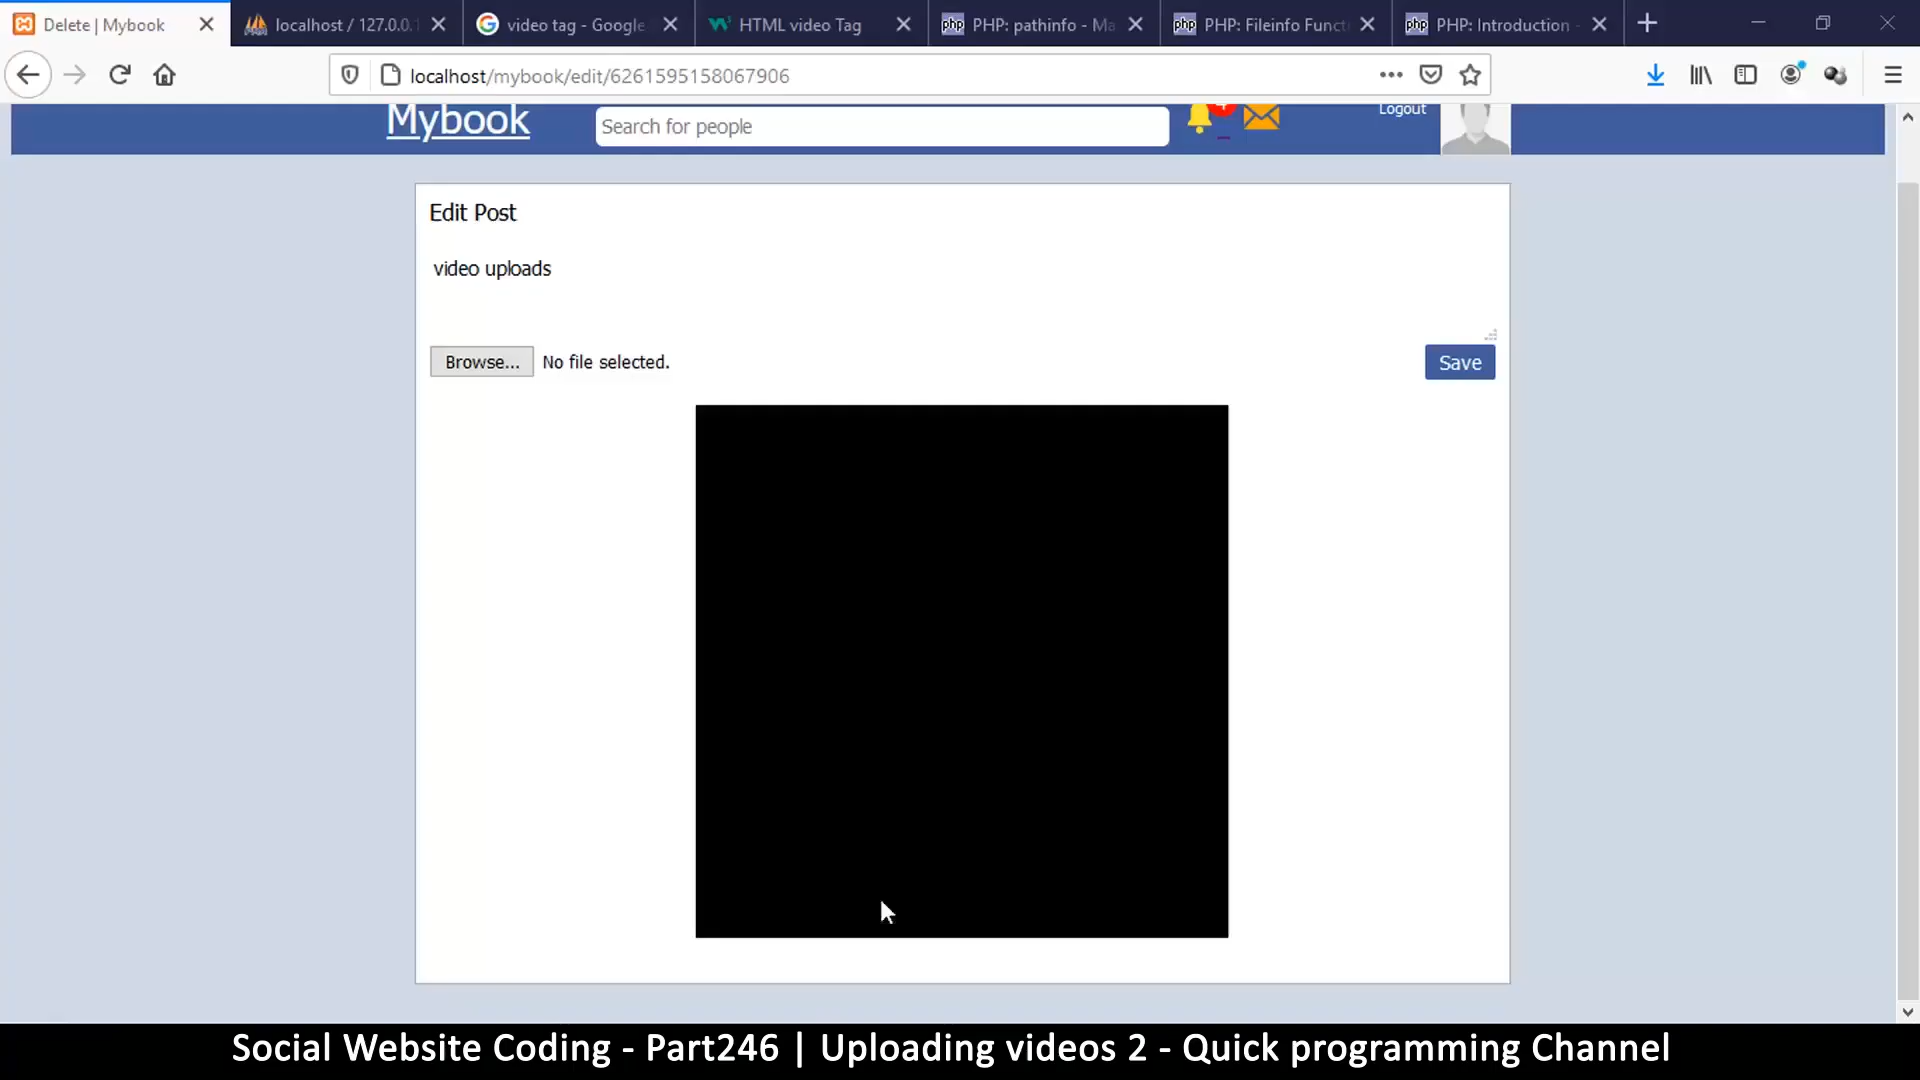 Delete | Mybook
localhost / 127.0.0.1
video tag - Google
HTML video Tag
PHP: pathinfo - Ma
PHP: Fileinfo Funct
PHP: Introduction -
localhost/mybook/edit/6261595158067906
Mybook
Search for people
Logout
Edit Post
video uploads
Browse...
No file selected.
Save
Social Website Coding - Part246 | Uploading videos 2 - Quick programming Channel